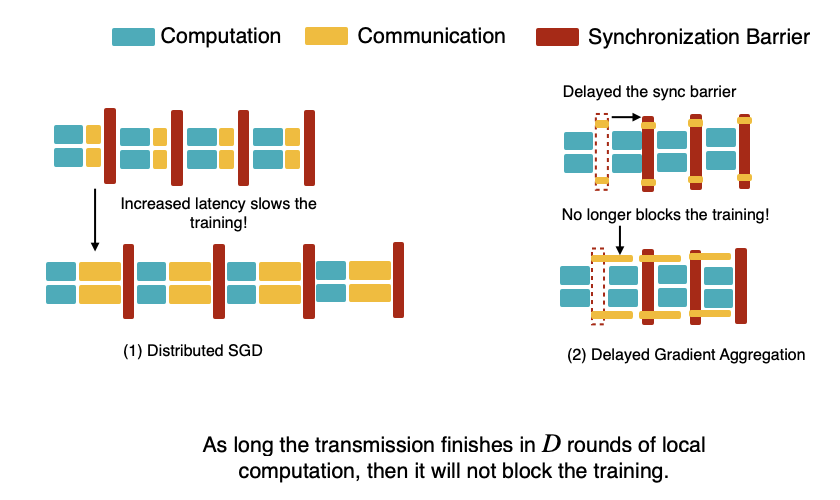 Computation
Communication
Synchronization Barrier
Increased latency slows the
training!
(1) Distributed SGD
Delayed the sync barrier
No longer blocks the training!
(2) Delayed Gradient Aggregation
As long the transmission finishes in D rounds of local
computation, then it will not block the training.